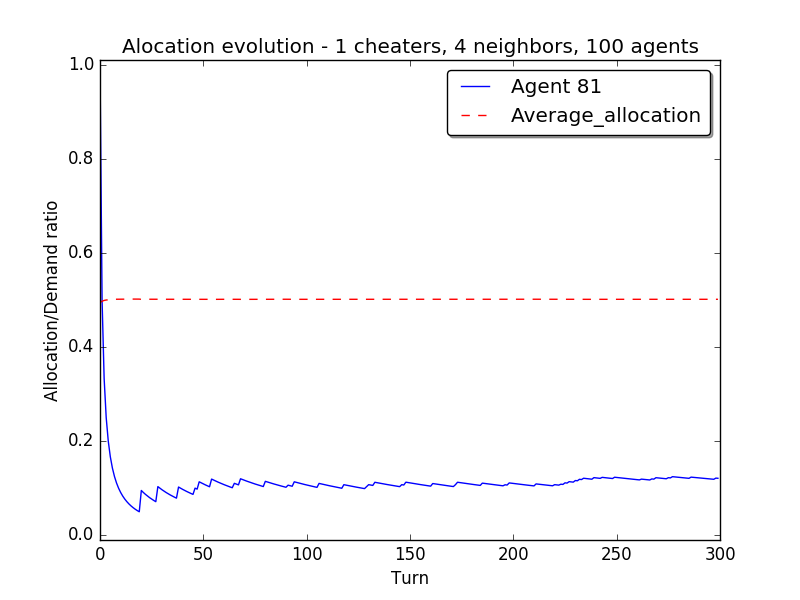 Alocation evolution - 1 cheaters, 4 neighbors, 100 agents
Agent 81
Average_allocation
Allocation/Demand ratio
1.0
0.8
0.6
0.4
0.2
0.0
0 50 100 150 200 250 300
Turn